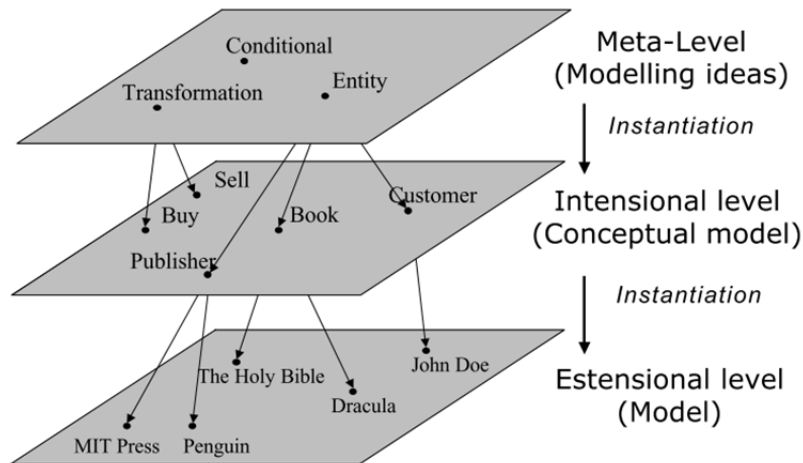 Conditional
Transformation
Entity
Meta-Level
(Modelling ideas)
Instantiation
Sell
Buy
Book
Customer
Publisher
Intensional level
(Conceptual model)
Instantiation
The Holy Bible
John Doe
Dracula
MIT Press
Penguin
Estensional level
(Model)